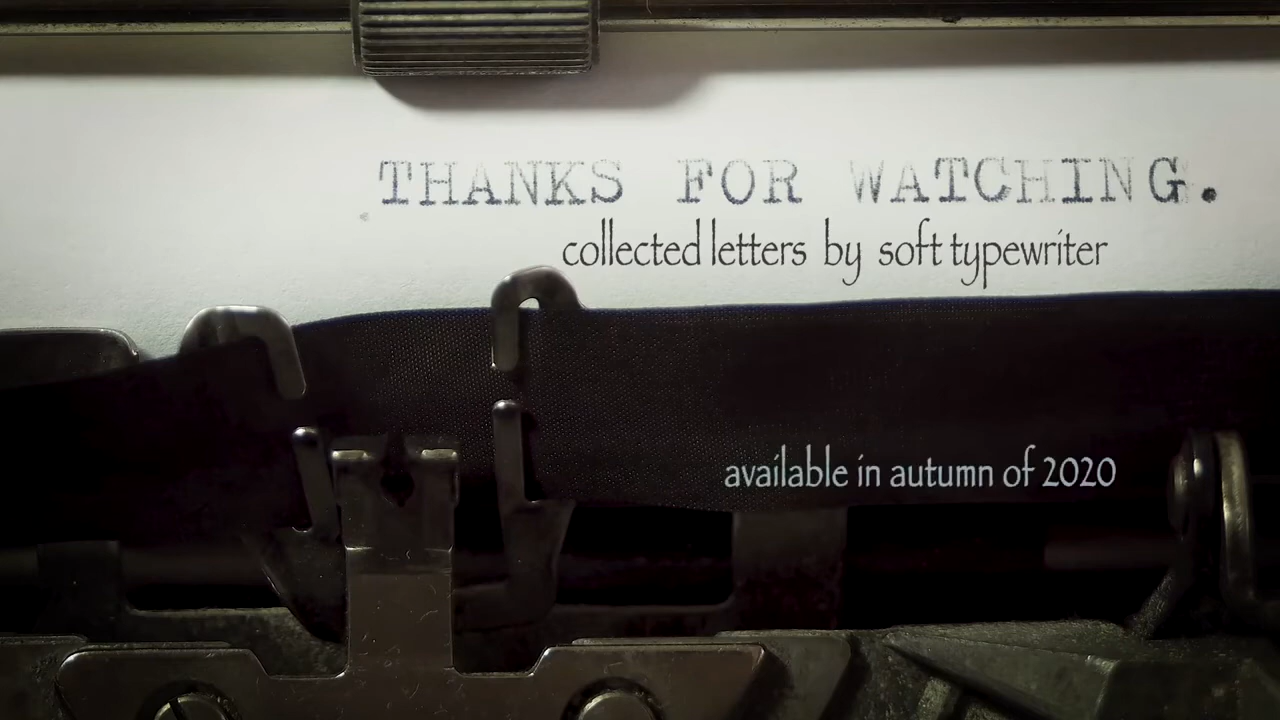 THANKS FOR WATCHING.
collected letters by soft typewriter
available in autumn of 2020